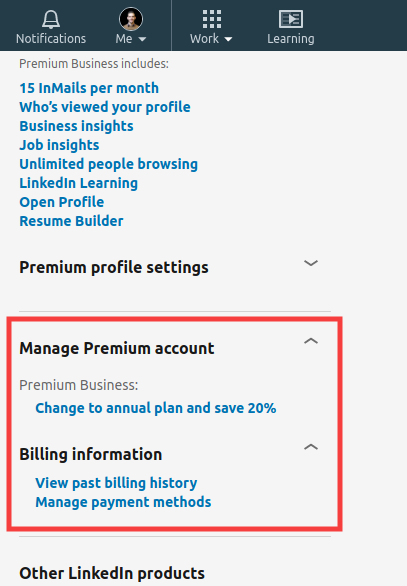 Notifications
Me
Work
Learning
Premium Business includes:
15 InMails per month
Who's viewed your profile
Business insights
Job insights
Unlimited people browsing
LinkedIn Learning
Open Profile
Resume Builder
Premium profile settings
Manage Premium account
Premium Business:
Change to annual plan and save 20%
Billing information
View past billing history
Manage payment methods
Other LinkedIn products